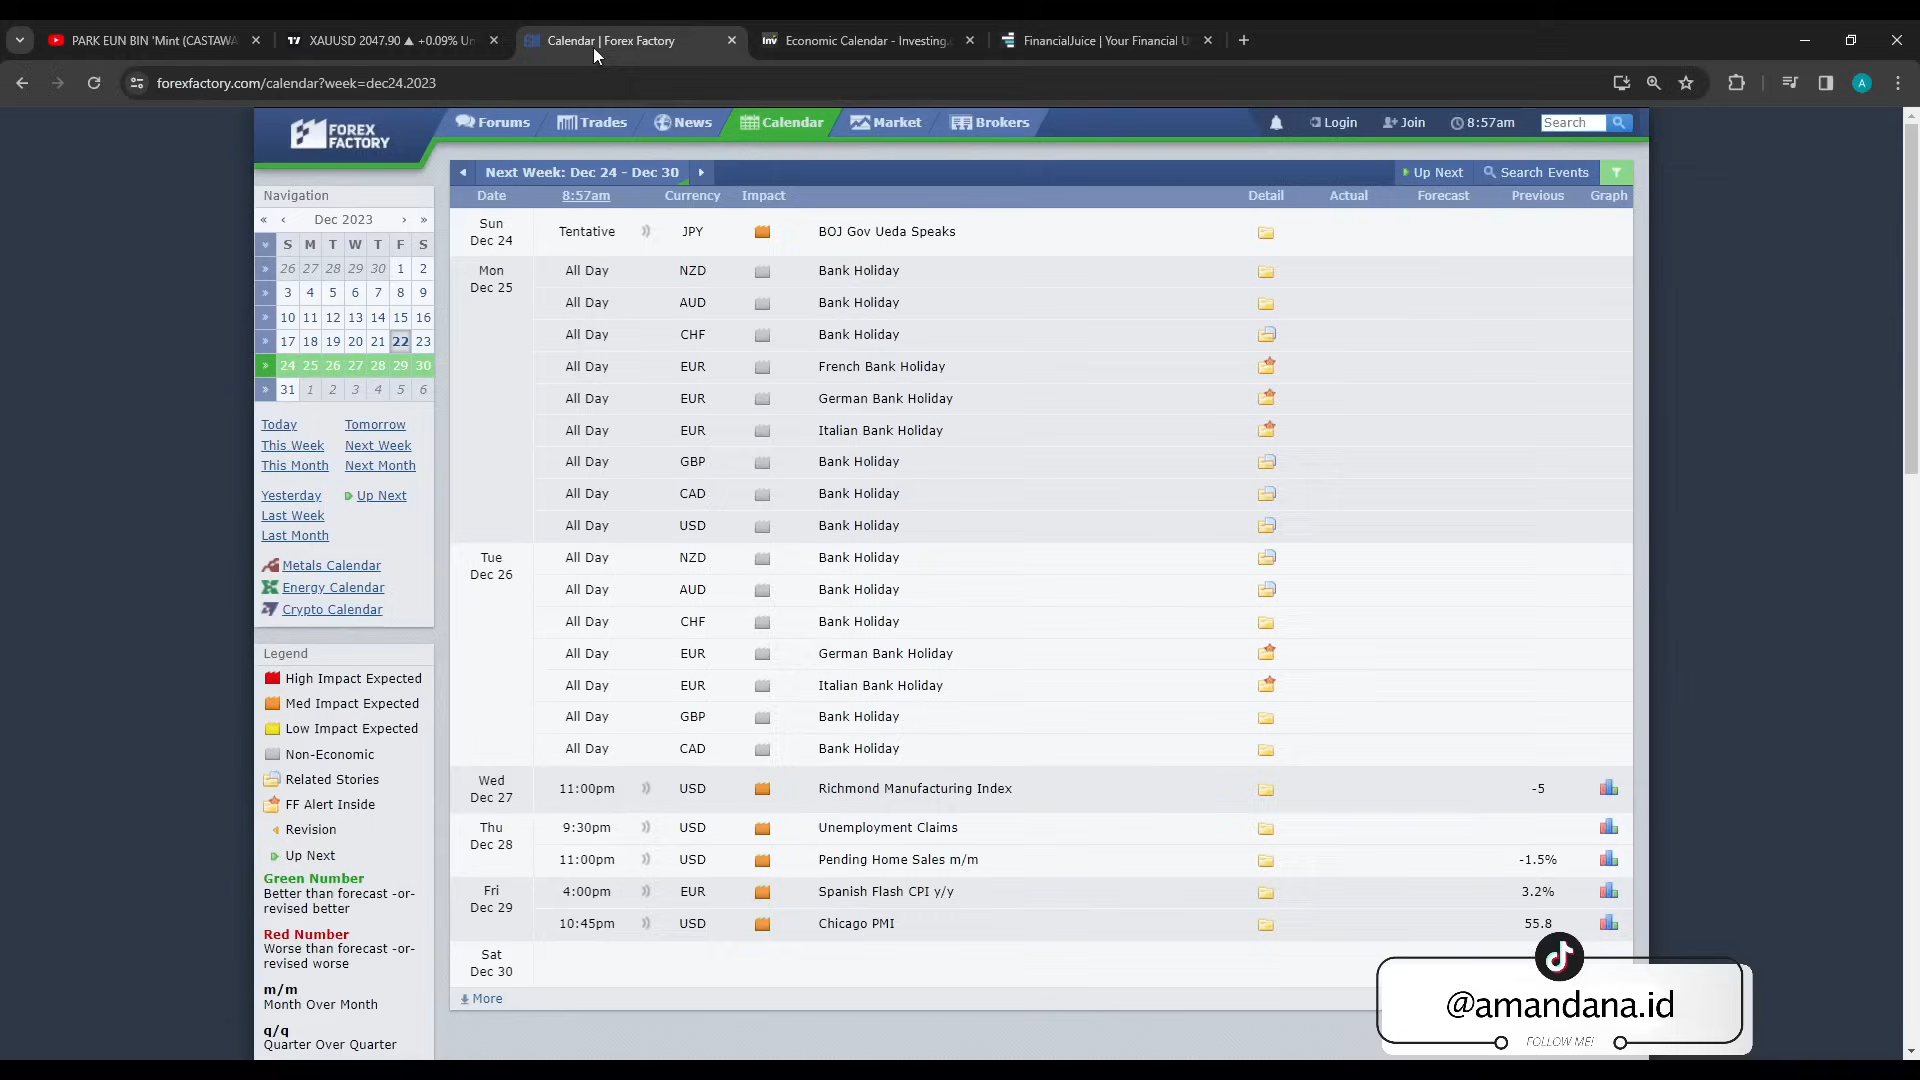 PARK EUN BIN 'Mint (CASTAWA
XAUUSD 2047.90 ▲ +0.09% Un
Calendar | Forex Factory
Inv Economic Calendar - Investing.c
FinancialJuice | Your Financial U
forexfactory.com/calendar?week=dec24.2023
A
FOREX FACTORY
Forums Trades News Calendar Market Brokers
Login Join 8:57am Search
Next Week: Dec 24 - Dec 30
Up Next Search Events
Date 8:57am Currency Impact Detail Actual Forecast Previous Graph
Sun Dec 24 Tentative JPY BOJ Gov Ueda Speaks
Mon Dec 25 All Day NZD Bank Holiday
All Day AUD Bank Holiday
All Day CHF Bank Holiday
All Day EUR French Bank Holiday
All Day EUR German Bank Holiday
All Day EUR Italian Bank Holiday
All Day GBP Bank Holiday
All Day CAD Bank Holiday
All Day USD Bank Holiday
Tue Dec 26 All Day NZD Bank Holiday
All Day AUD Bank Holiday
All Day CHF Bank Holiday
All Day EUR German Bank Holiday
All Day EUR Italian Bank Holiday
All Day GBP Bank Holiday
All Day CAD Bank Holiday
Wed Dec 27 11:00pm USD Richmond Manufacturing Index -5
Thu Dec 28 9:30pm USD Unemployment Claims
11:00pm USD Pending Home Sales m/m -1.5%
Fri Dec 29 4:00pm EUR Spanish Flash CPI y/y 3.2%
10:45pm USD Chicago PMI 55.8
Sat Dec 30
More
Navigation
« ‹ Dec 2023 › »
S M T W T F S
26 27 28 29 30 1 2
3 4 5 6 7 8 9
10 11 12 13 14 15 16
17 18 19 20 21 22 23
24 25 26 27 28 29 30
31 1 2 3 4 5 6
Today Tomorrow
This Week Next Week
This Month Next Month
Yesterday Up Next
Last Week
Last Month
Metals Calendar
Energy Calendar
Crypto Calendar
Legend
High Impact Expected
Med Impact Expected
Low Impact Expected
Non-Economic
Related Stories
FF Alert Inside
Revision
Up Next
Green Number
Better than forecast -or-
revised better
Red Number
Worse than forecast -or-
revised worse
m/m
Month Over Month
q/q
Quarter Over Quarter
@amandana.id
FOLLOW ME!